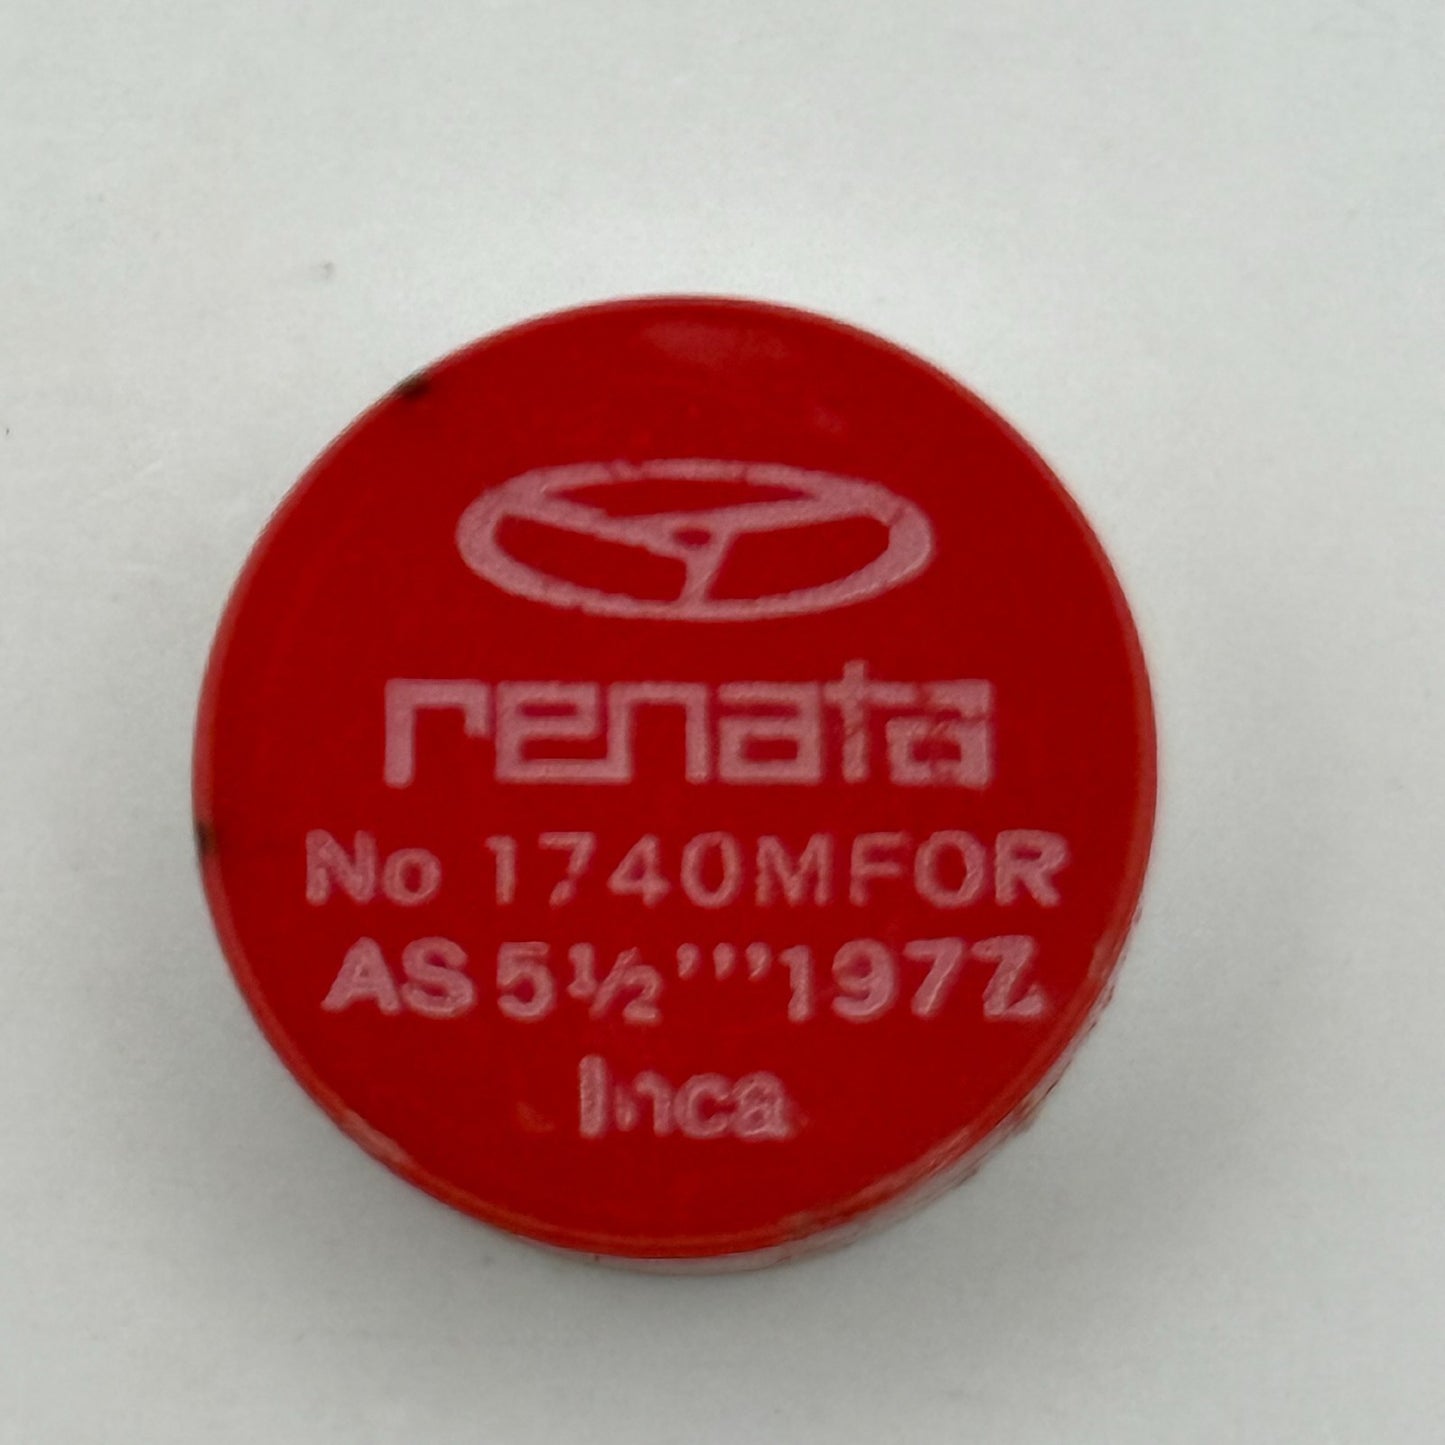 renata
No 1740MFOR
AS 5½'''1977
Inca